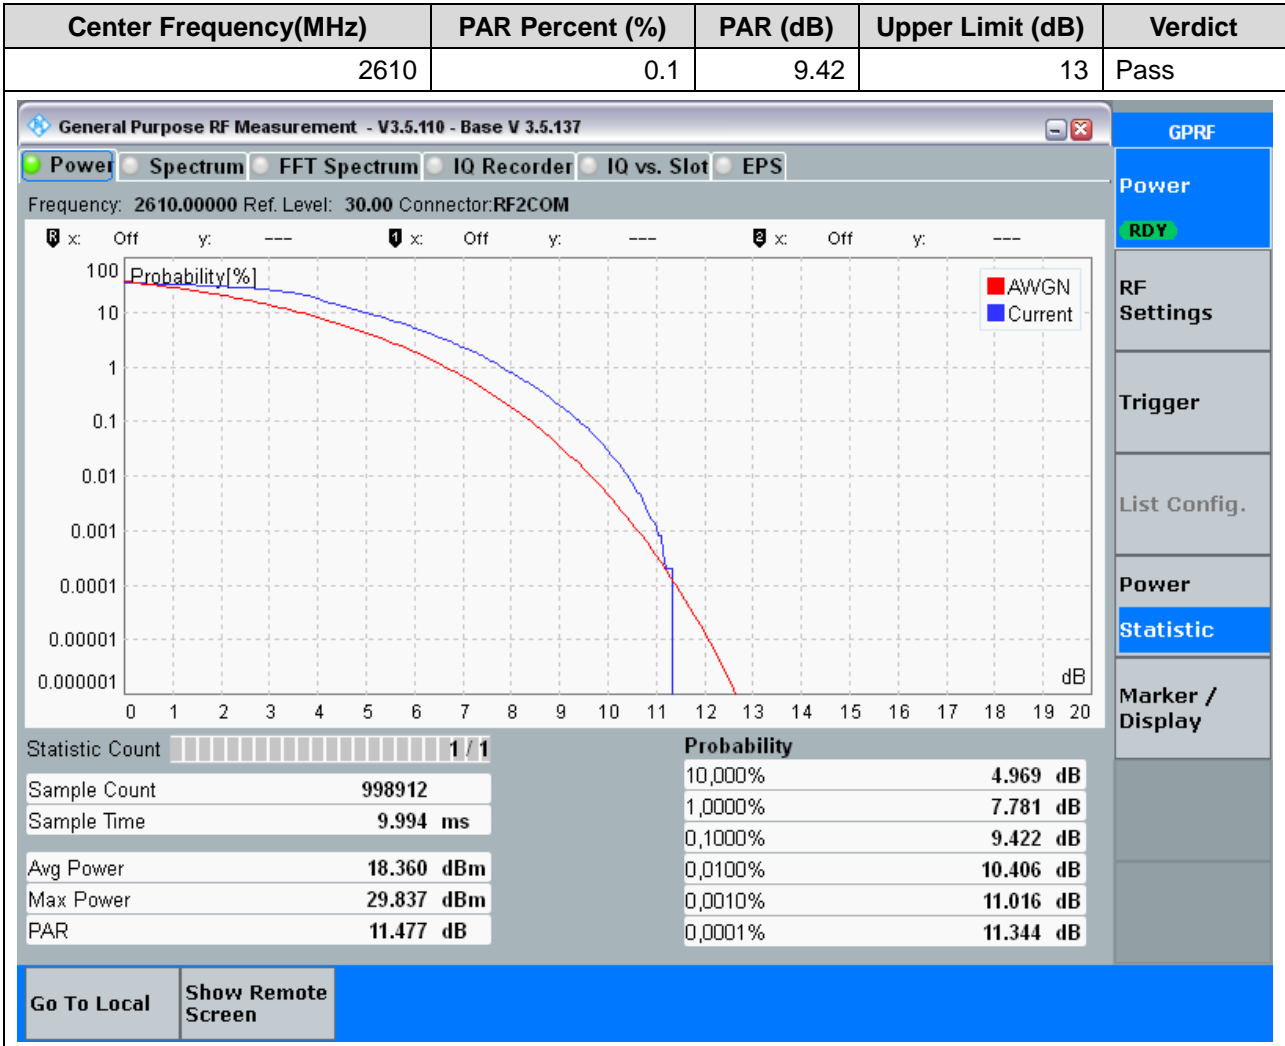 Center Frequency(MHz) PAR Percent (%) PAR (dB) Upper Limit (dB) Verdict
2610 0.1 9.42 13 Pass
General Purpose RF Measurement - V3.5.110 - Base V 3.5.137
GPRF
Power Spectrum FFT Spectrum IQ Recorder IQ vs. Slot EPS
Frequency: 2610.00000 Ref. Level: 30.00 Connector:RF2COM
R x: Off y: --- 1 x: Off y: --- 2 x: Off y: ---
Probability[%]
AWGN
Current
100
10
1
0.1
0.01
0.001
0.0001
0.00001
0.000001
dB
0 1 2 3 4 5 6 7 8 9 10 11 12 13 14 15 16 17 18 19 20
Statistic Count 1 / 1
Sample Count 998912
Sample Time 9.994 ms
Avg Power 18.360 dBm
Max Power 29.837 dBm
PAR 11.477 dB
Probability
10,000% 4.969 dB
1,0000% 7.781 dB
0,1000% 9.422 dB
0,0100% 10.406 dB
0,0010% 11.016 dB
0,0001% 11.344 dB
Power
RDY
RF
Settings
Trigger
List Config.
Power
Statistic
Marker /
Display
Go To Local
Show Remote
Screen